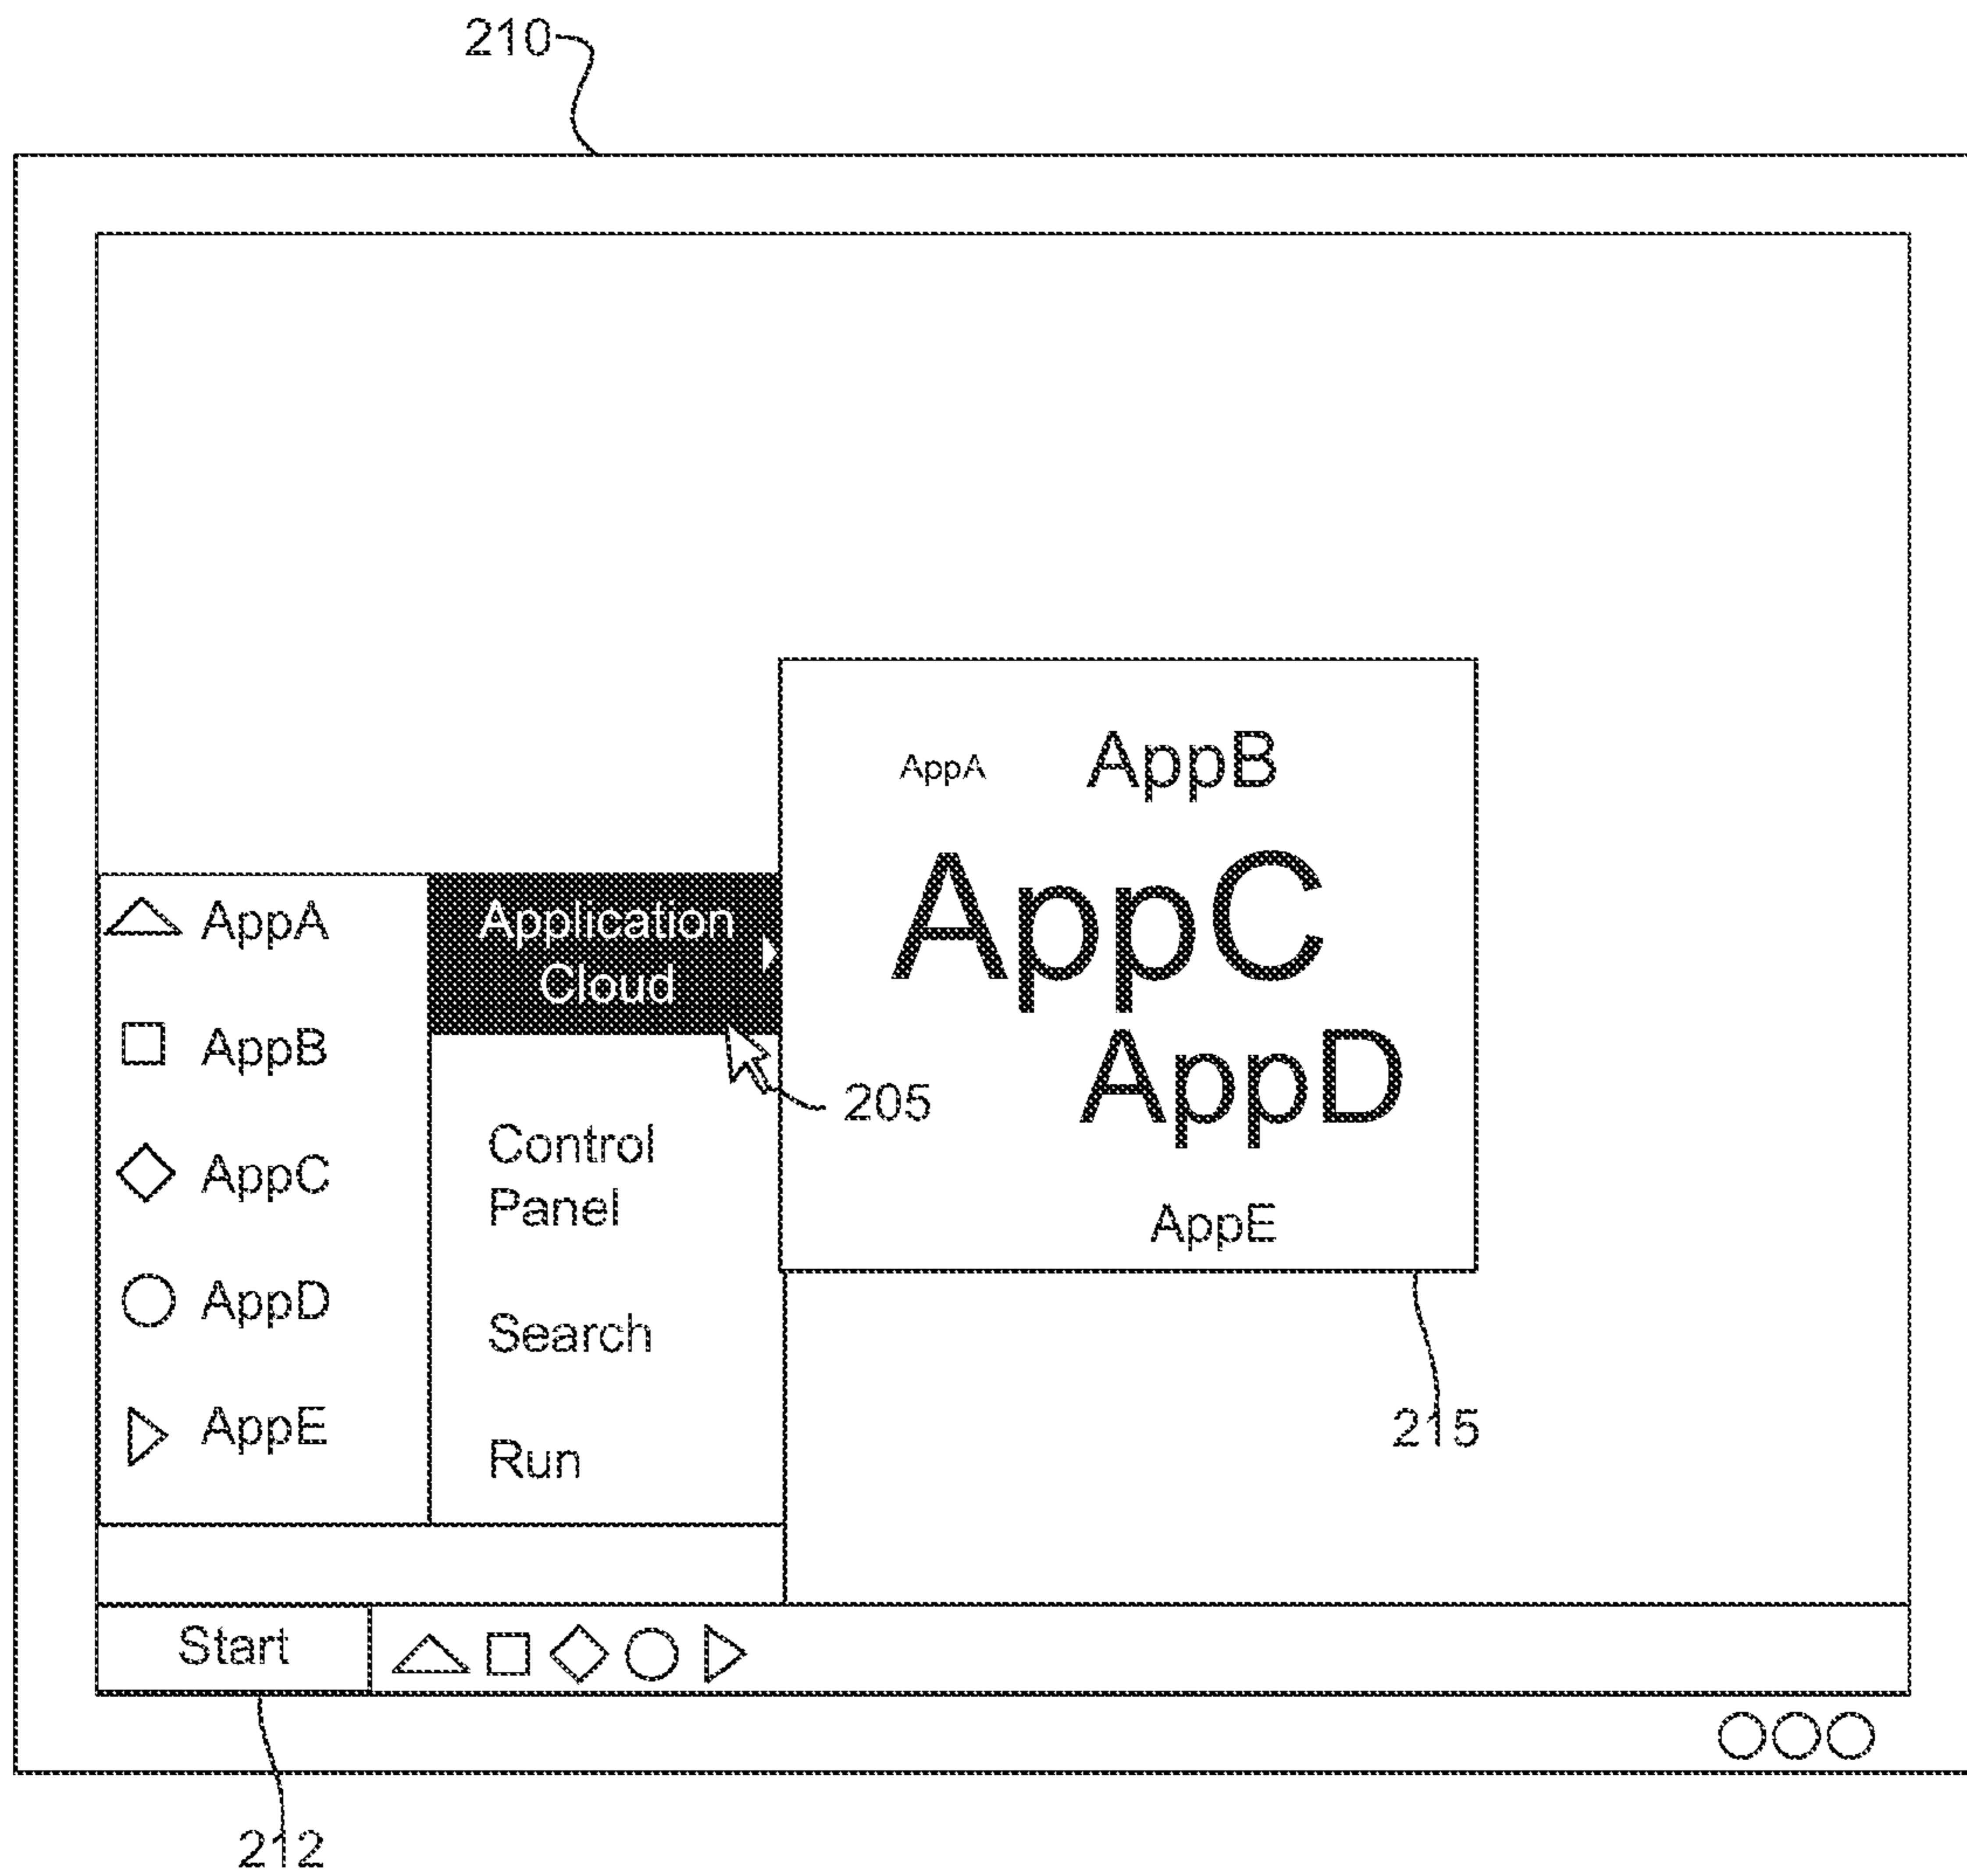 210
AppA AppB
AppC
AppD
AppE
AppA
AppB
AppC
AppD
AppE
Application
Cloud
205
Control
Panel
Search
Run
215
Start
212